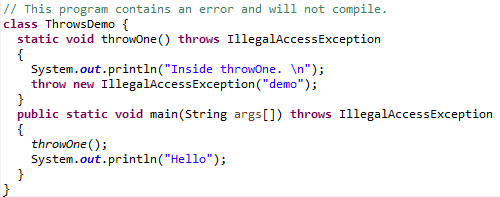 // This program contains an error and will not compile.
class ThrowsDemo {
  static void throwOne() throws IllegalAccessException
  {
    System.out.println("Inside throwOne. \n");
    throw new IllegalAccessException("demo");
  }
  public static void main(String args[]) throws IllegalAccessException
  {
    throwOne();
    System.out.println("Hello");
  }
}